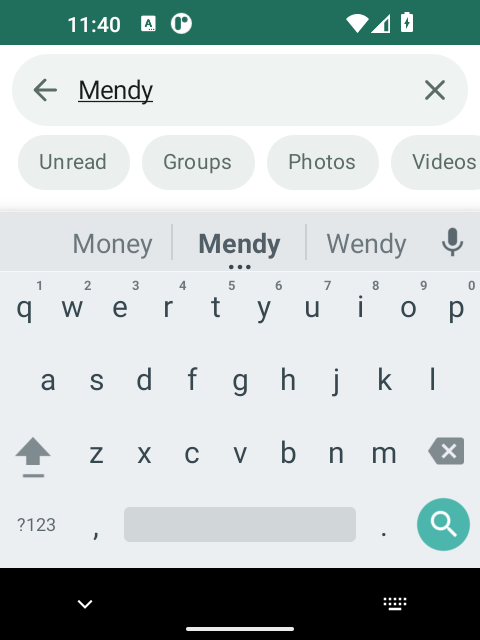 11:40
Mendy
Unread Groups Photos Videos
Money Mendy Wendy
1 2 3 4 5 6 7 8 9 0
q w e r t y u i o p
a s d f g h j k l
z x c v b n m
?123 , .